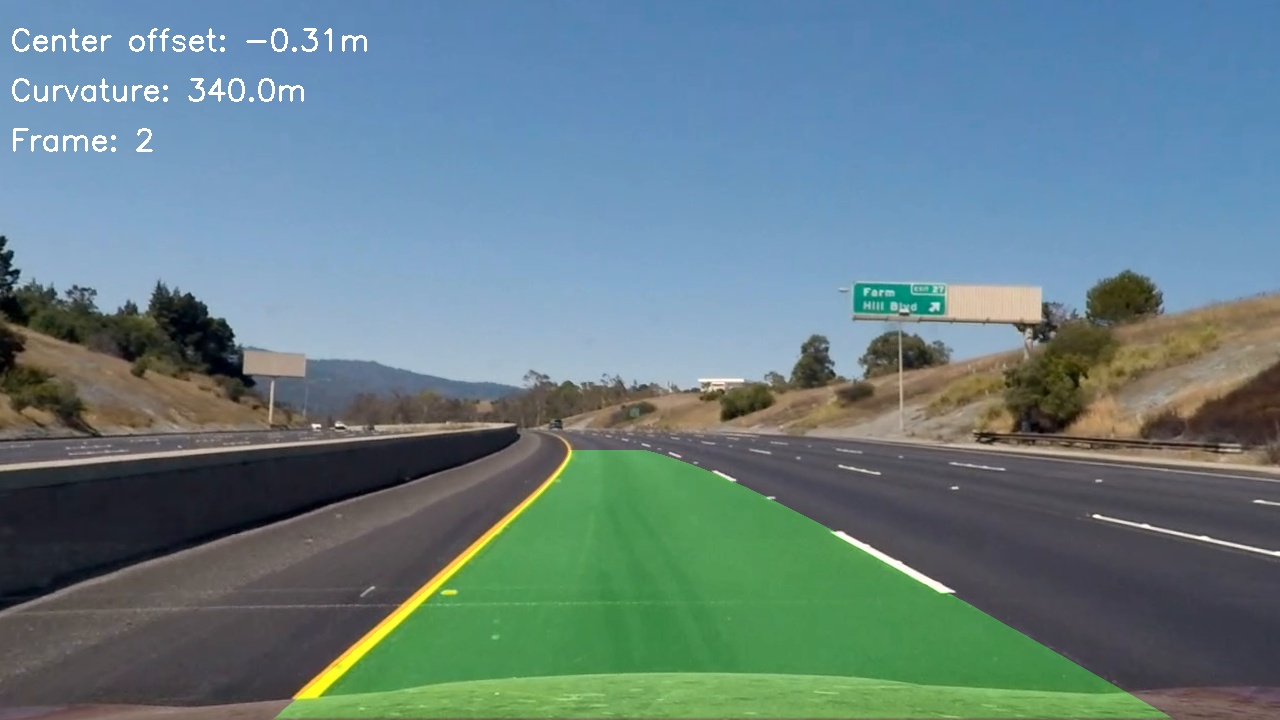 Center offset: -0.31m
Curvature: 340.0m
Frame: 2
EXIT 27
Farm
Hill Blvd